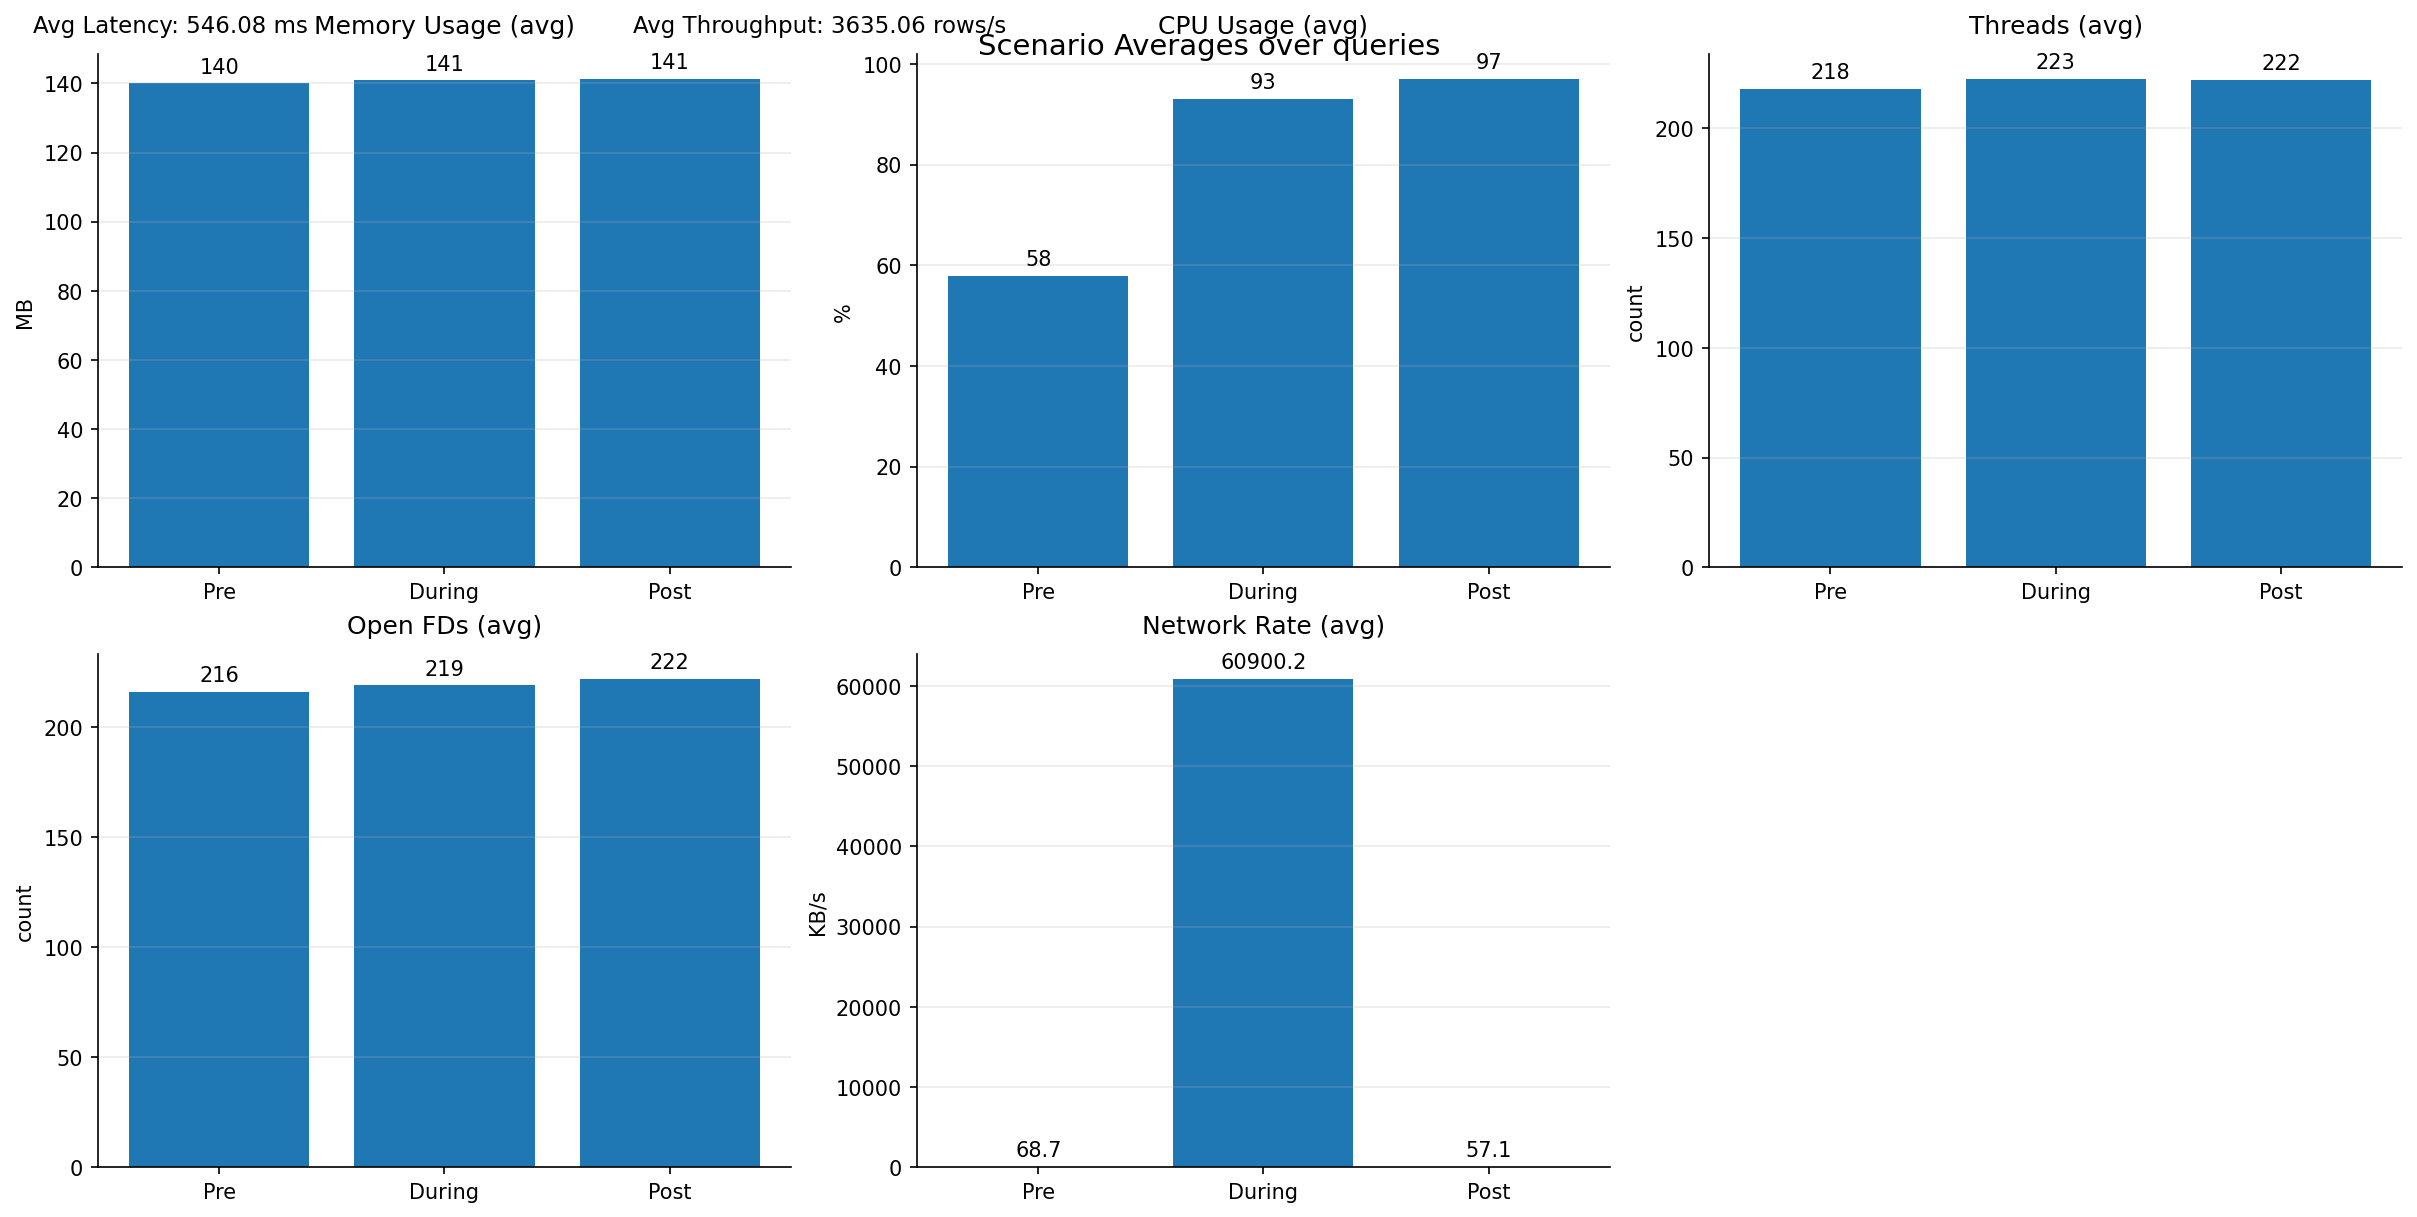 Avg Latency: 546.08 ms
Memory Usage (avg)
Avg Throughput: 3635.06 rows/s
CPU Usage (avg)
Threads (avg)
Scenario Averages over queries
MB
140
120
100
80
60
40
20
0
140
141
141
Pre
During
Post
%
100
80
60
40
20
0
58
93
97
Pre
During
Post
count
200
150
100
50
0
218
223
222
Pre
During
Post
Open FDs (avg)
count
200
150
100
50
0
216
219
222
Pre
During
Post
Network Rate (avg)
KB/s
60000
50000
40000
30000
20000
10000
0
68.7
60900.2
57.1
Pre
During
Post